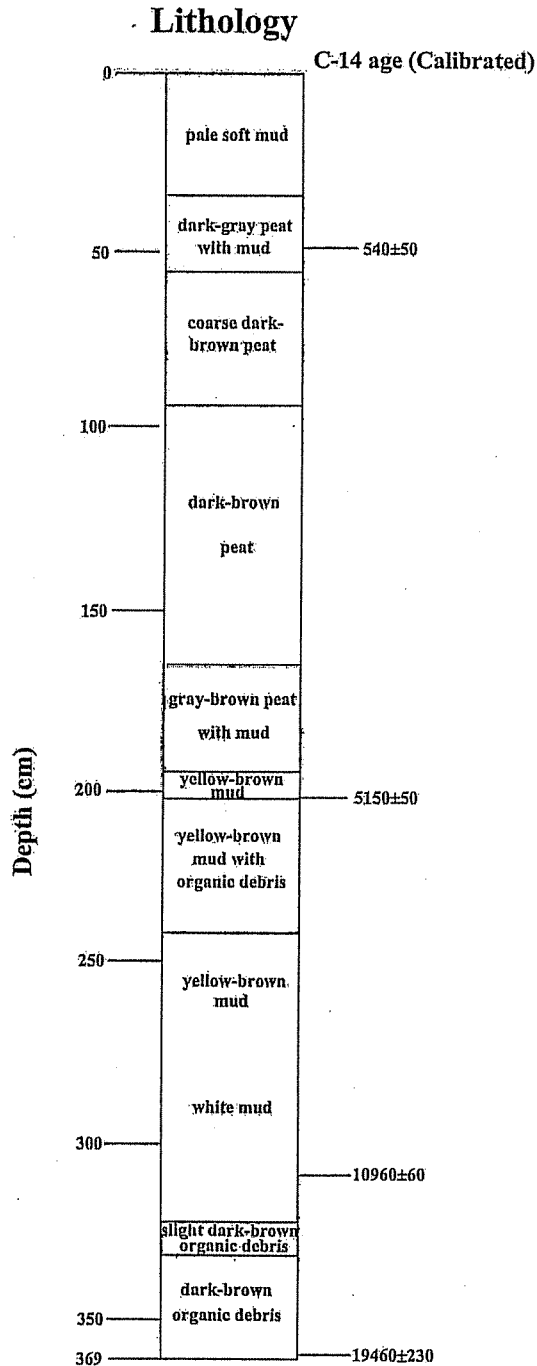 Lithology
C-14 age (Calibrated)
0
pale soft mud
dark-gray peat
with mud
50
540±50
coarse dark-
brown peat
100
dark-brown
peat
150
gray-brown peat
with mud
yellow-brown
mud
200
5150±50
Depth (cm)
yellow-brown
mud with
organic debris
250
yellow-brown
mud
white mud
300
10960±60
slight dark-brown
organic debris
dark-brown
organic debris
350
369
19460±230